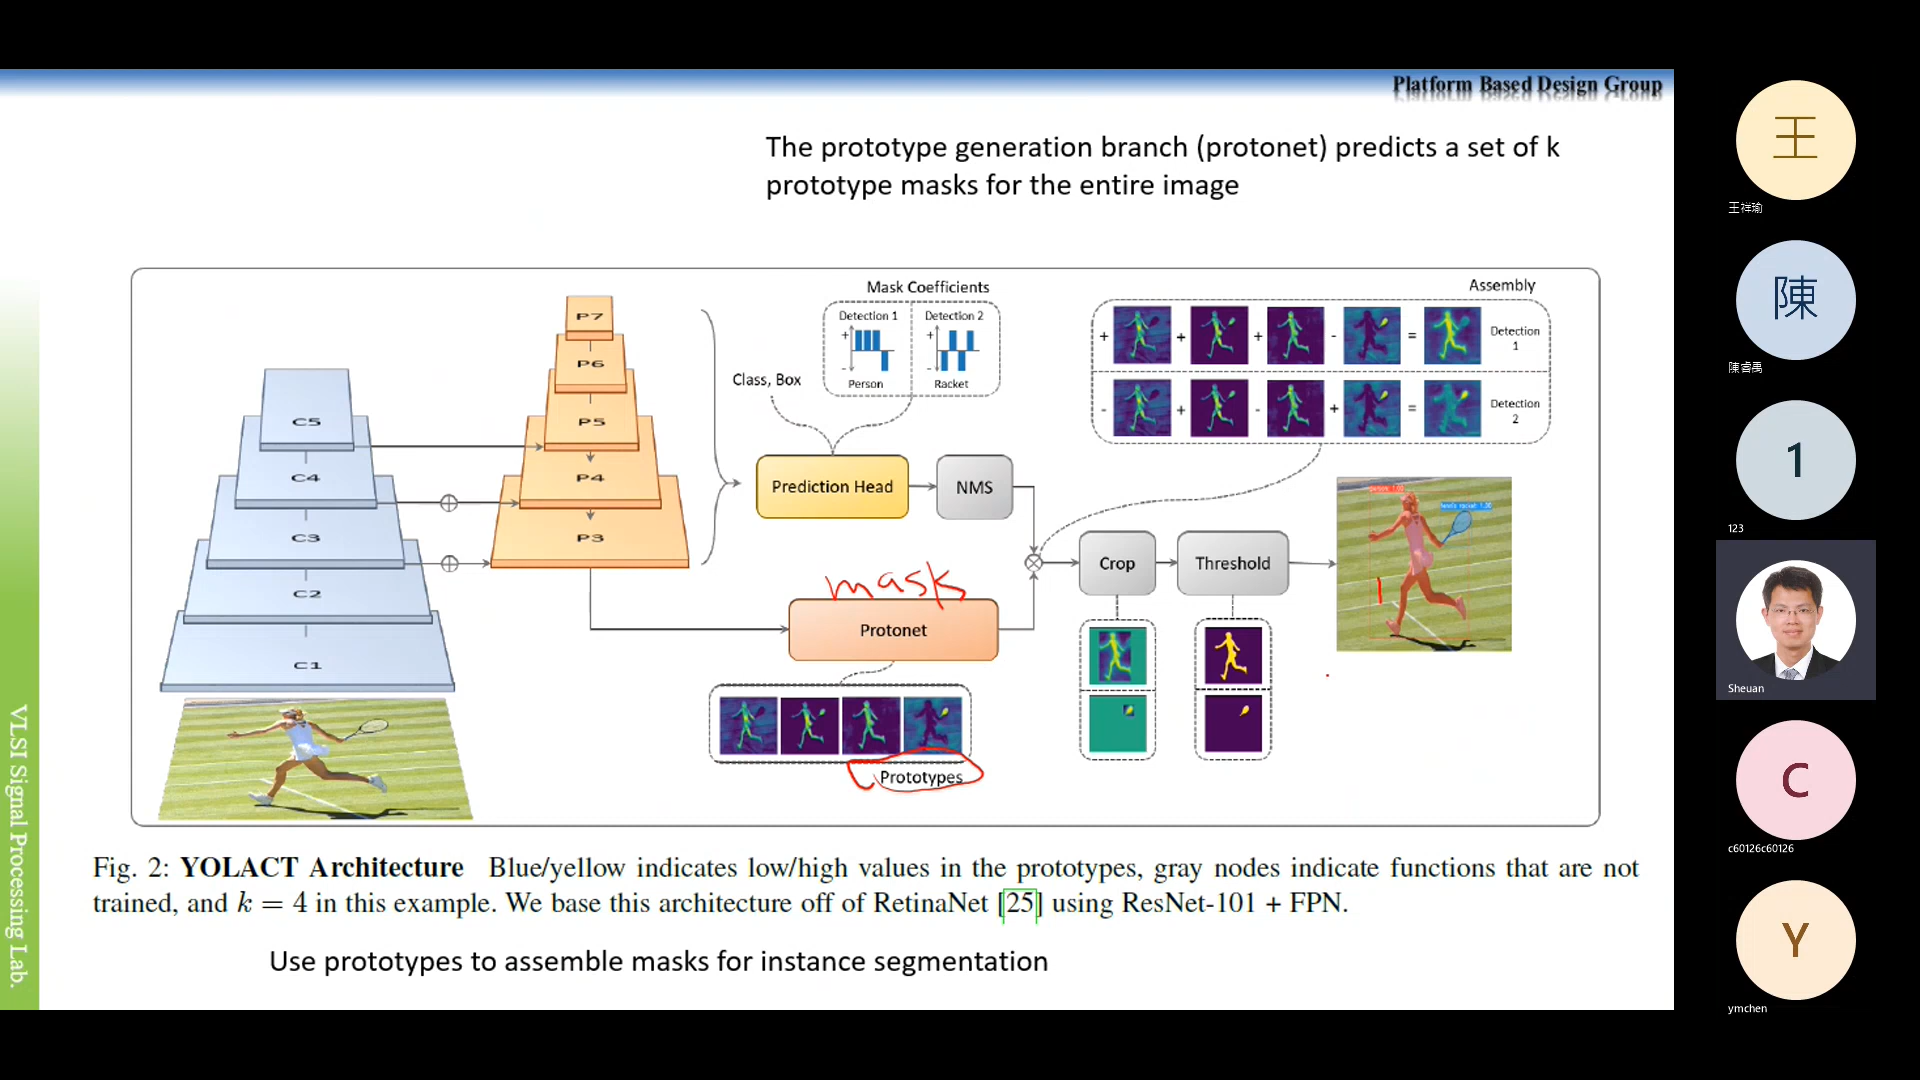 Platform Based Design Group
The prototype generation branch (protonet) predicts a set of k
prototype masks for the entire image
Mask Coefficients
Detection 1
Detection 2
+
-
Person
+
-
Racket
Class, Box
Assembly
+ + + - = Detection 1
- + - + = Detection 2
P7
P6
P5
P4
P3
C5
C4
C3
C2
C1
Prediction Head
NMS
Crop
Threshold
mask
Protonet
Prototypes
Fig. 2: YOLACT Architecture Blue/yellow indicates low/high values in the prototypes, gray nodes indicate functions that are not
trained, and k = 4 in this example. We base this architecture off of RetinaNet [25] using ResNet-101 + FPN.
Use prototypes to assemble masks for instance segmentation
VLSI Signal Processing Lab.
王
王祥瑜
陳
陳睿禹
1
123
Sheuan
C
c60126c60126
Y
ymchen